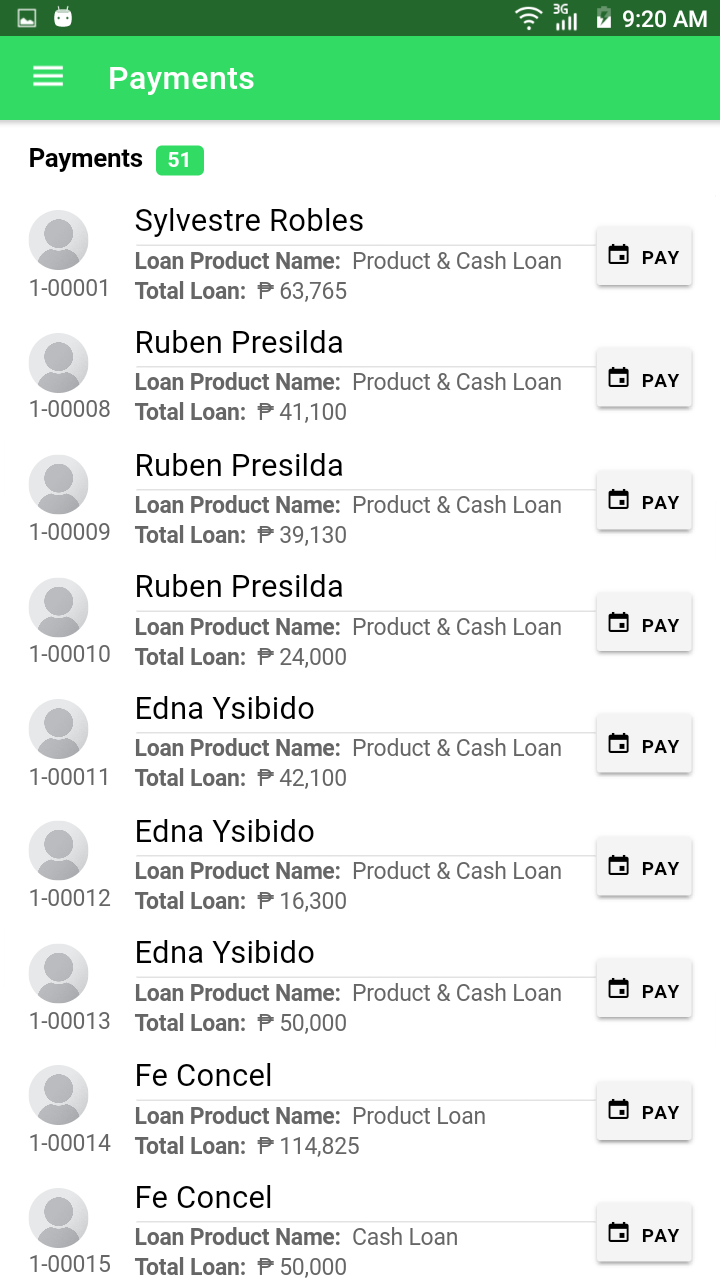 3G 9:20 AM
Payments
Payments 51
Sylvestre Robles
Loan Product Name: Product & Cash Loan
PAY
1-00001
Total Loan: ₱ 63,765
Ruben Presilda
Loan Product Name: Product & Cash Loan
PAY
1-00008
Total Loan: ₱ 41,100
Ruben Presilda
Loan Product Name: Product & Cash Loan
PAY
1-00009
Total Loan: ₱ 39,130
Ruben Presilda
Loan Product Name: Product & Cash Loan
PAY
1-00010
Total Loan: ₱ 24,000
Edna Ysibido
Loan Product Name: Product & Cash Loan
PAY
1-00011
Total Loan: ₱ 42,100
Edna Ysibido
Loan Product Name: Product & Cash Loan
PAY
1-00012
Total Loan: ₱ 16,300
Edna Ysibido
Loan Product Name: Product & Cash Loan
PAY
1-00013
Total Loan: ₱ 50,000
Fe Concel
Loan Product Name: Product Loan
PAY
1-00014
Total Loan: ₱ 114,825
Fe Concel
Loan Product Name: Cash Loan
PAY
1-00015
Total Loan: ₱ 50,000